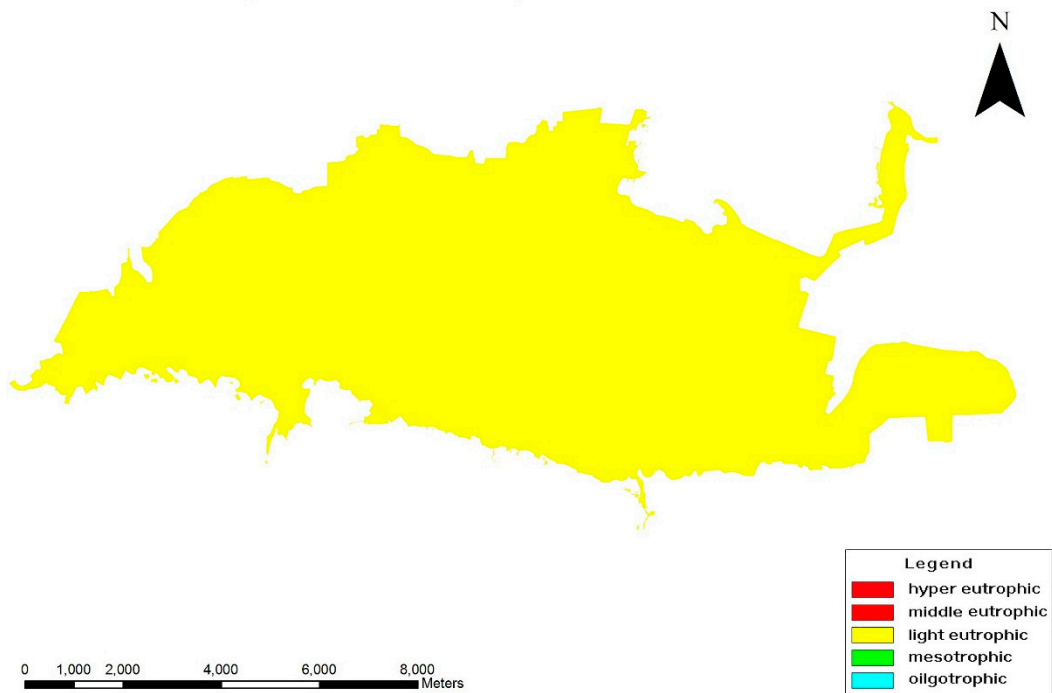 N
Legend
hyper eutrophic
middle eutrophic
light eutrophic
mesotrophic
oilgotrophic
0 1,000 2,000 4,000 6,000 8,000
Meters